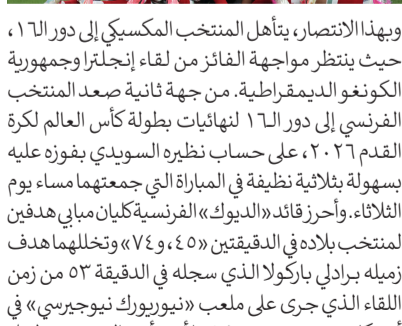 وبهذا الانتصار، يتأهل المنتخب المكسيكي إلى دور الـ١٦،
حيث ينتظر مواجهة الفائز من لقاء إنجلترا وجمهورية
الكونغو الديمقراطية. من جهة ثانية صعد المنتخب
الفرنسي إلى دور الـ١٦ لنهائيات بطولة كأس العالم لكرة
القدم ٢٠٢٦، على حساب نظيره السويدي بفوزه عليه
بسهولة بثلاثية نظيفة في المباراة التي جمعتهما مساء يوم
الثلاثاء. وأحرز قائد «الديوك» الفرنسية كليان مبابي هدفين
لمنتخب بلاده في الدقيقتين «٤٥، و٧٤» وتخللهما هدف
زميله برادلي باركولا الذي سجله في الدقيقة ٥٣ من زمن
اللقاء الذي جرى على ملعب «نيويورك نيوجيرسي» في